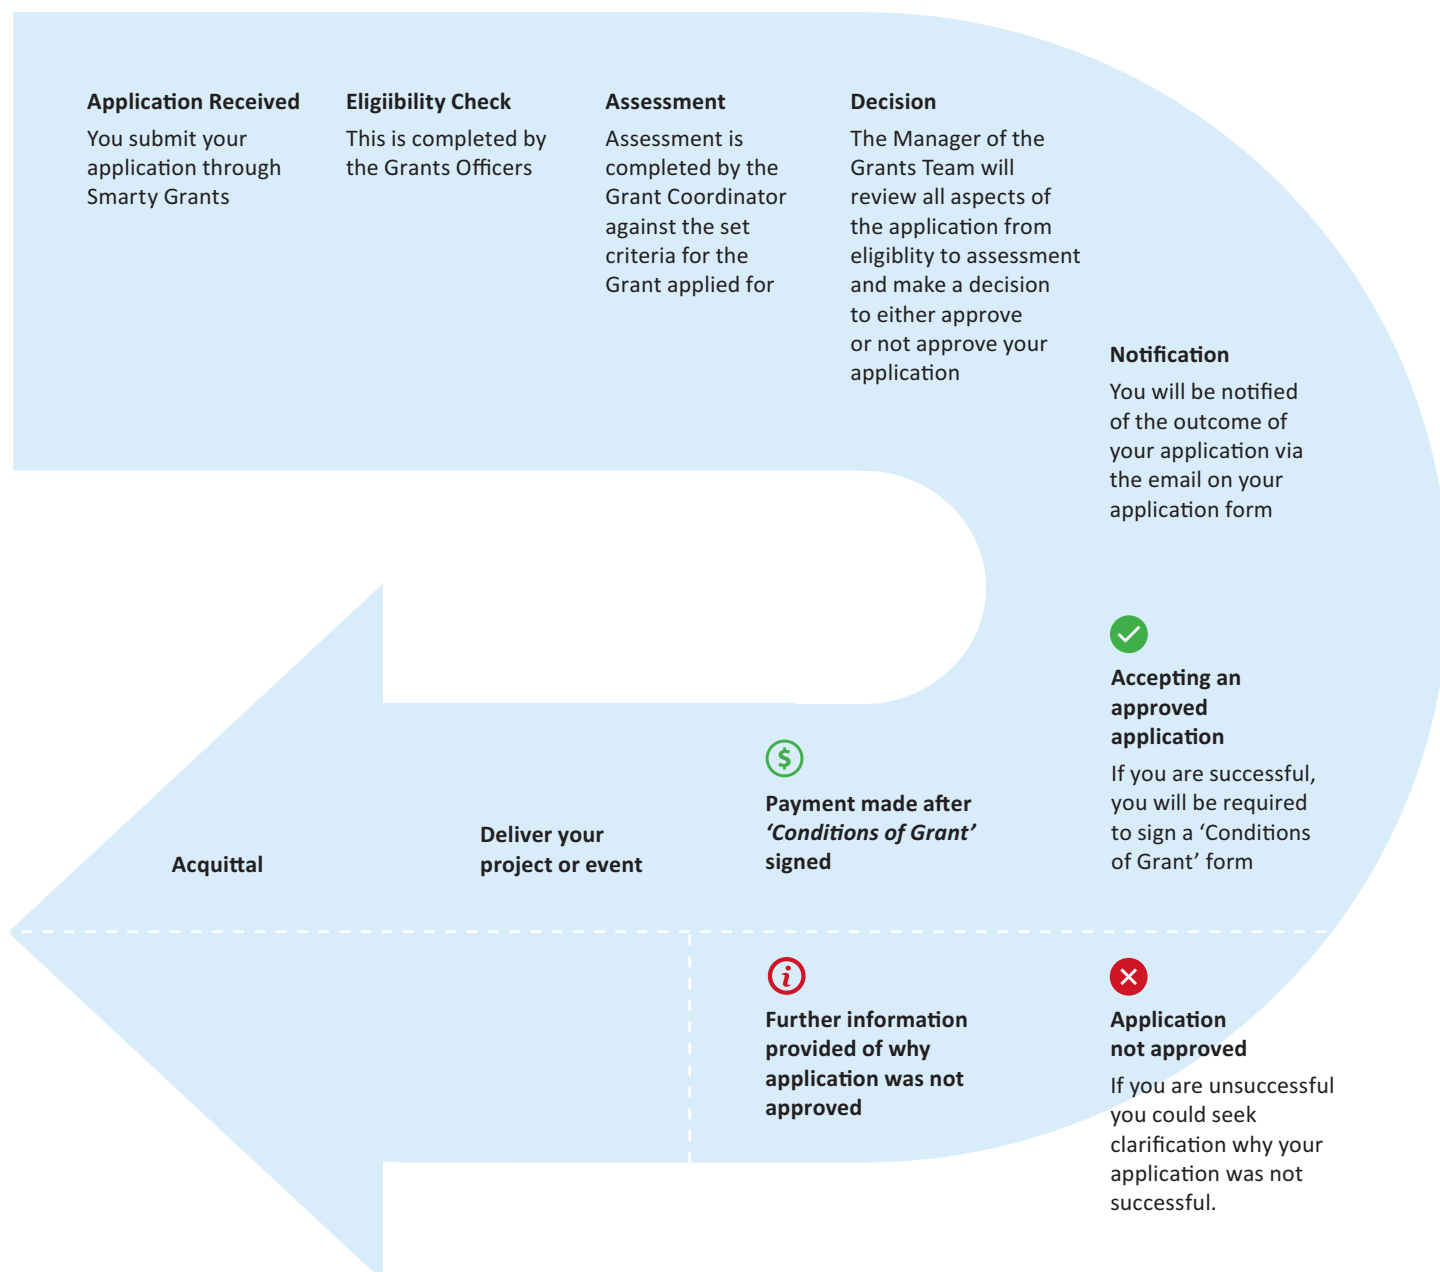 Application Received
You submit your
application through
Smarty Grants
Eligiibility Check
This is completed by
the Grants Officers
Assessment
Assessment is
completed by the
Grant Coordinator
against the set
criteria for the
Grant applied for
Decision
The Manager of the
Grants Team will
review all aspects of
the application from
eligiblity to assessment
and make a decision
to either approve
or not approve your
application
Notification
You will be notified
of the outcome of
your application via
the email on your
application form
Accepting an
approved
application
If you are successful,
you will be required
to sign a ‘Conditions
of Grant’ form
$
Payment made after
‘Conditions of Grant’
signed
Deliver your
project or event
Acquittal
Application
not approved
If you are unsuccessful
you could seek
clarification why your
application was not
successful.
i
Further information
provided of why
application was not
approved